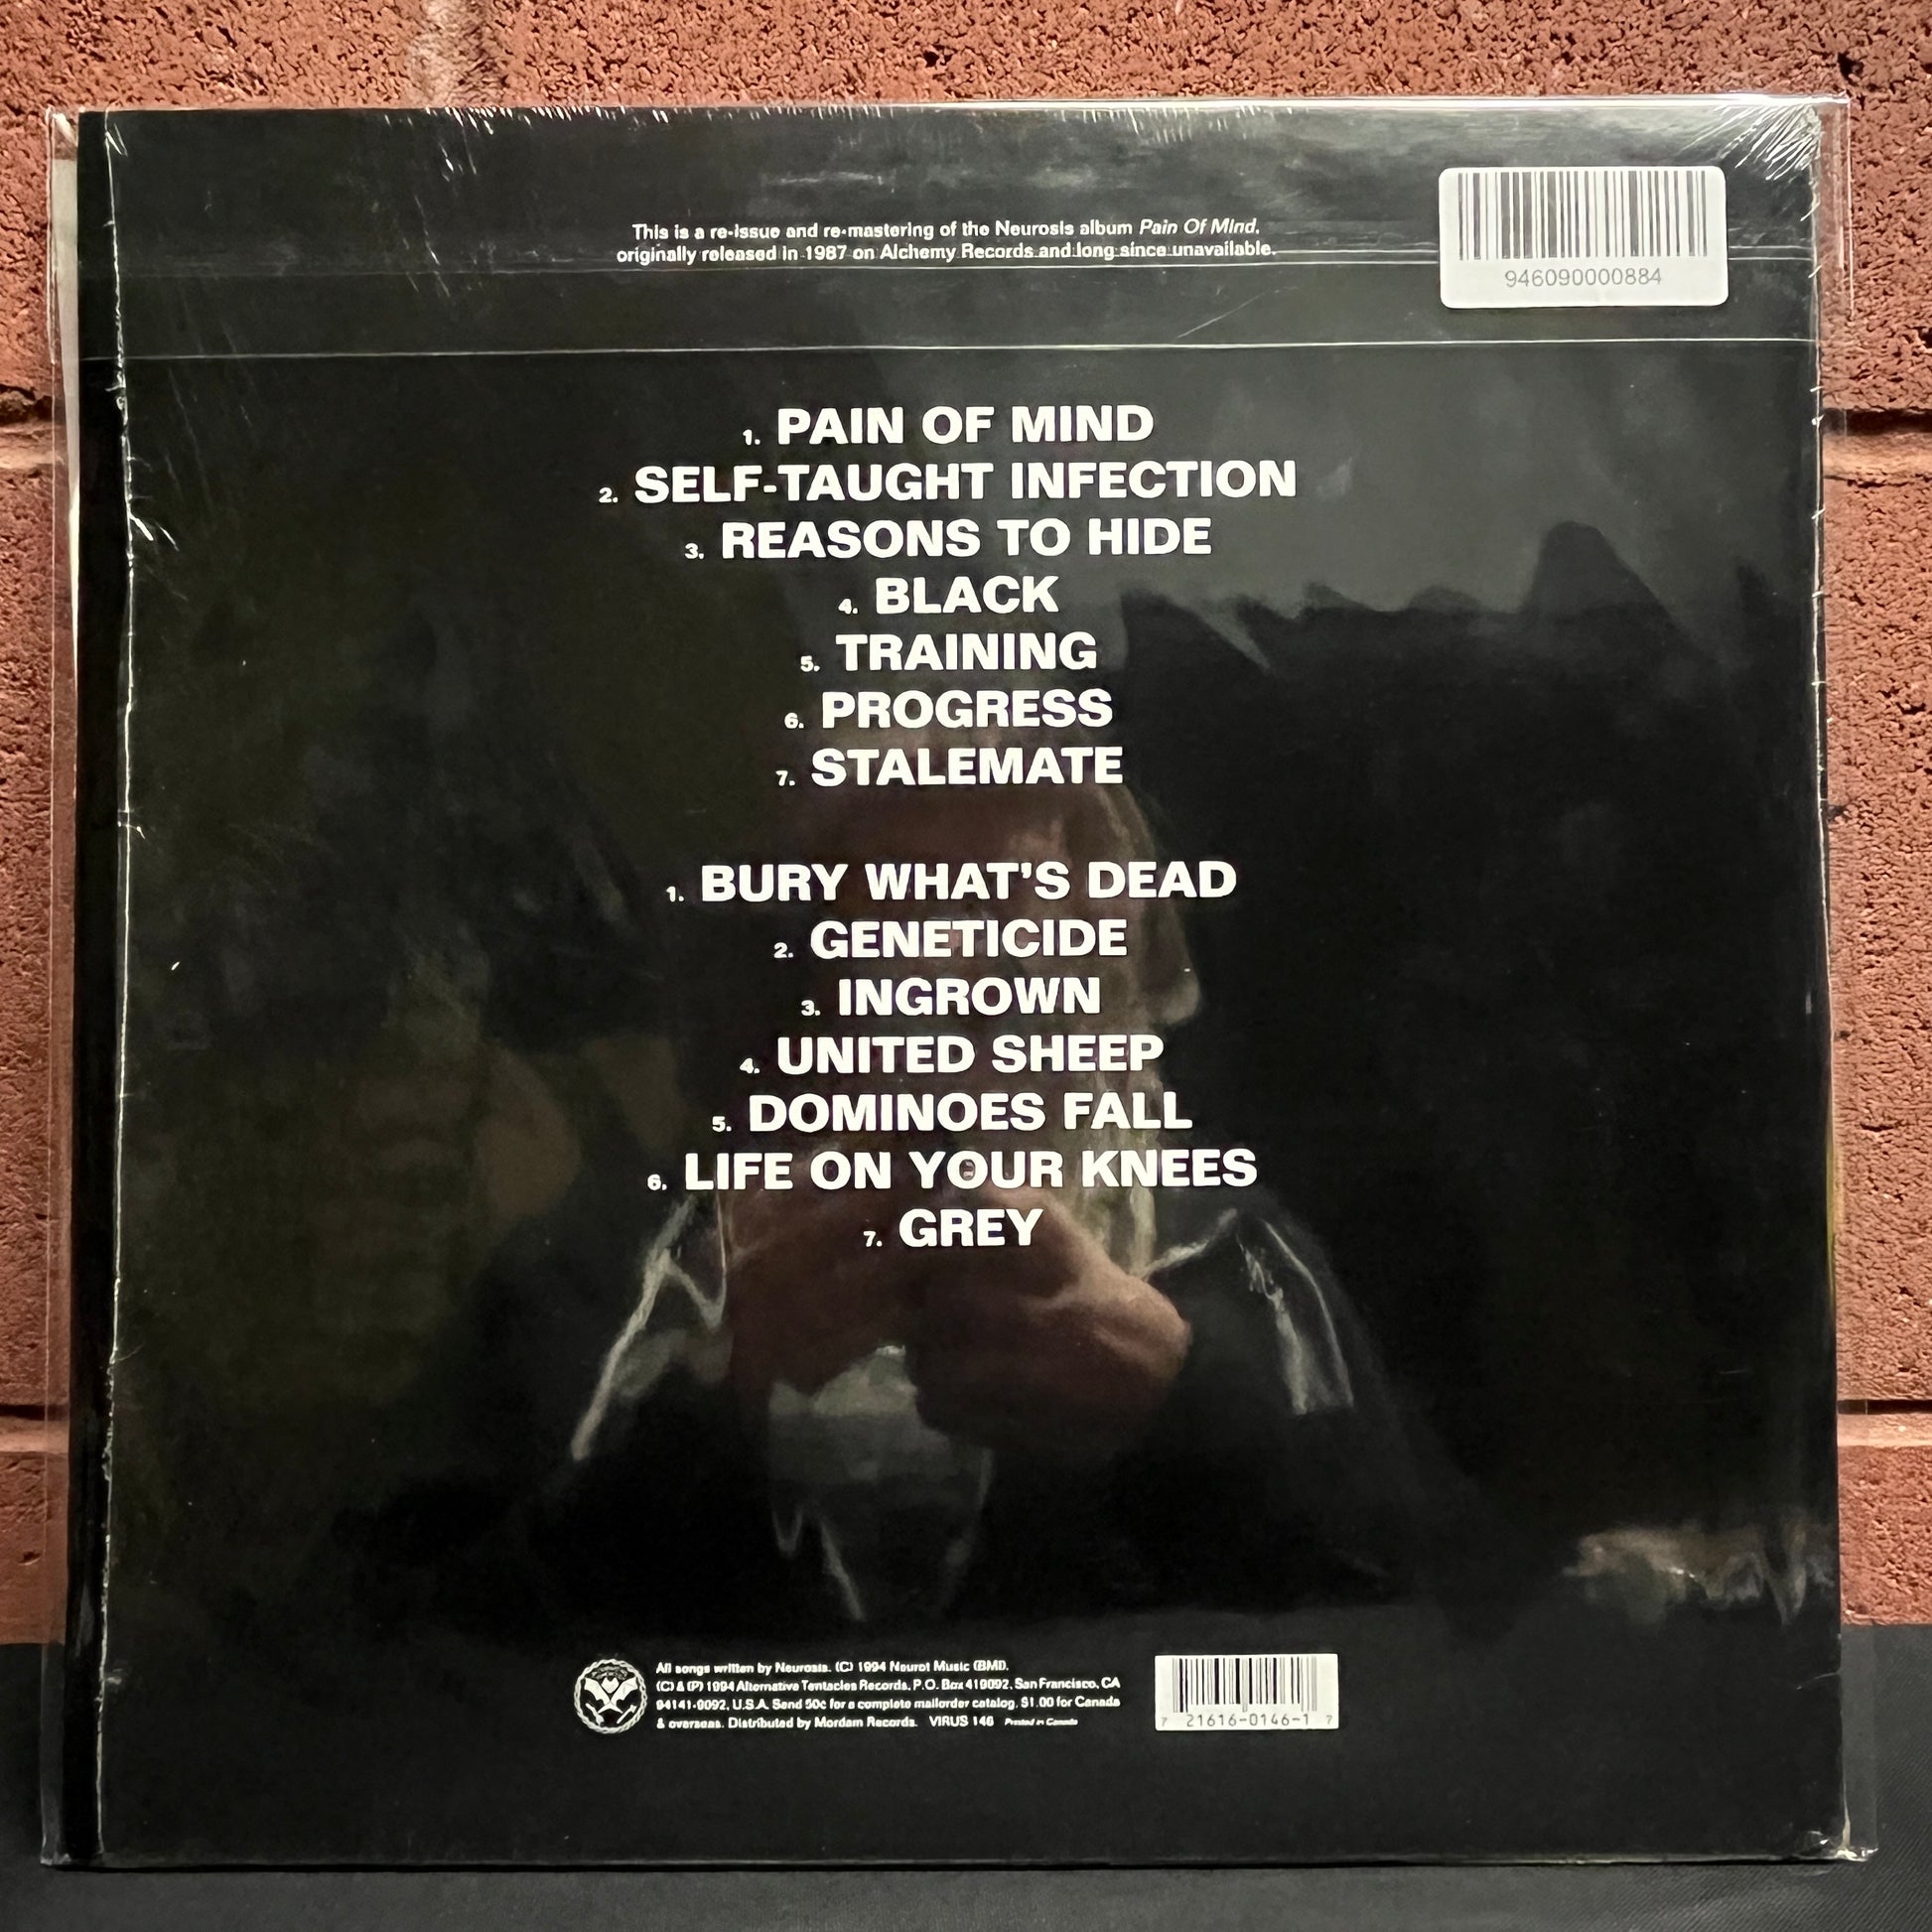 This is a re-issue and re-mastering of the Neurosis album Pain Of Mind,
originally released in 1987 on Alchemy Records and long since unavailable.
946090000884
1. PAIN OF MIND
2. SELF-TAUGHT INFECTION
3. REASONS TO HIDE
4. BLACK
5. TRAINING
6. PROGRESS
7. STALEMATE
1. BURY WHAT'S DEAD
2. GENETICIDE
3. INGROWN
4. UNITED SHEEP
5. DOMINOES FALL
6. LIFE ON YOUR KNEES
7. GREY
All songs written by Neurosis. (C) 1994 Neurot Music (BMI).
(C) & (P) 1994 Alternative Tentacles Records, P.O. Box 419092, San Francisco, CA
94141-9092, U.S.A. Send 50c for a complete mailorder catalog, $1.00 for Canada
& overseas. Distributed by Mordam Records. VIRUS 146 Printed in Canada
7 21616-0146-1 7